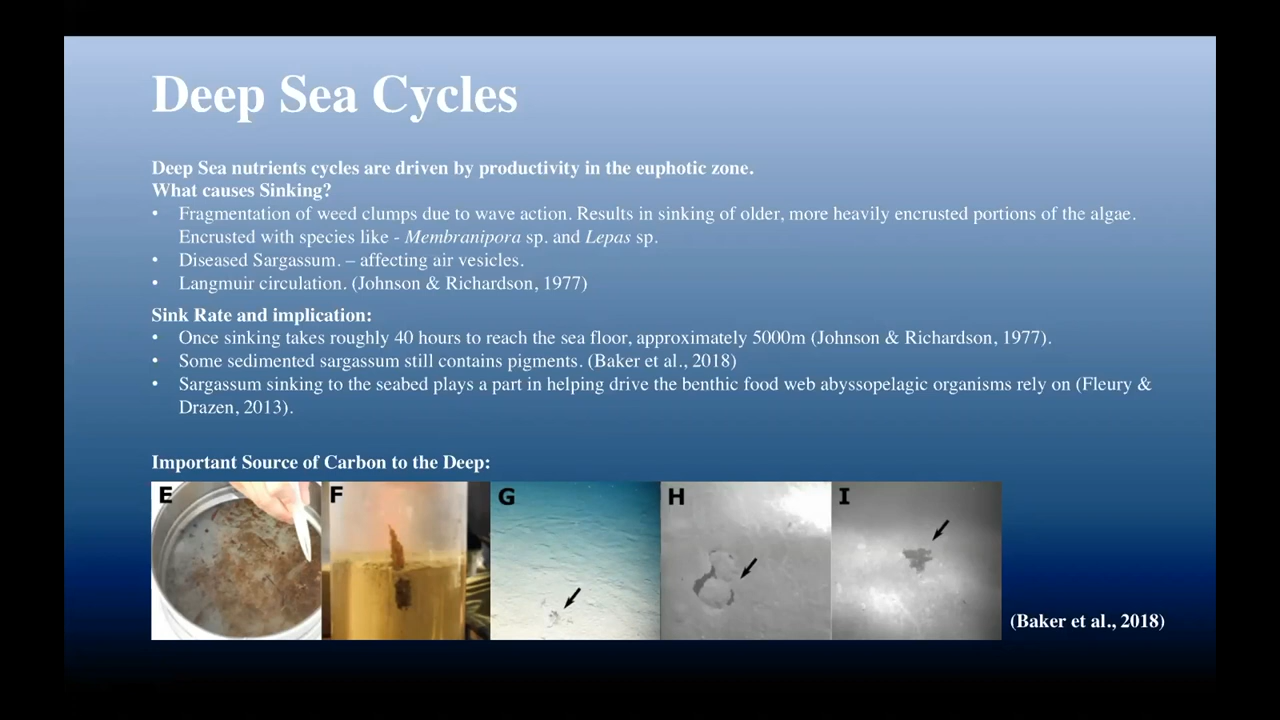 Deep Sea Cycles
Deep Sea nutrients cycles are driven by productivity in the euphotic zone.
What causes Sinking?
• Fragmentation of weed clumps due to wave action. Results in sinking of older, more heavily encrusted portions of the algae.
Encrusted with species like - Membranipora sp. and Lepas sp.
• Diseased Sargassum. – affecting air vesicles.
• Langmuir circulation. (Johnson & Richardson, 1977)
Sink Rate and implication:
• Once sinking takes roughly 40 hours to reach the sea floor, approximately 5000m (Johnson & Richardson, 1977).
• Some sedimented sargassum still contains pigments. (Baker et al., 2018)
• Sargassum sinking to the seabed plays a part in helping drive the benthic food web abyssopelagic organisms rely on (Fleury &
Drazen, 2013).
Important Source of Carbon to the Deep:
E F G H I
(Baker et al., 2018)